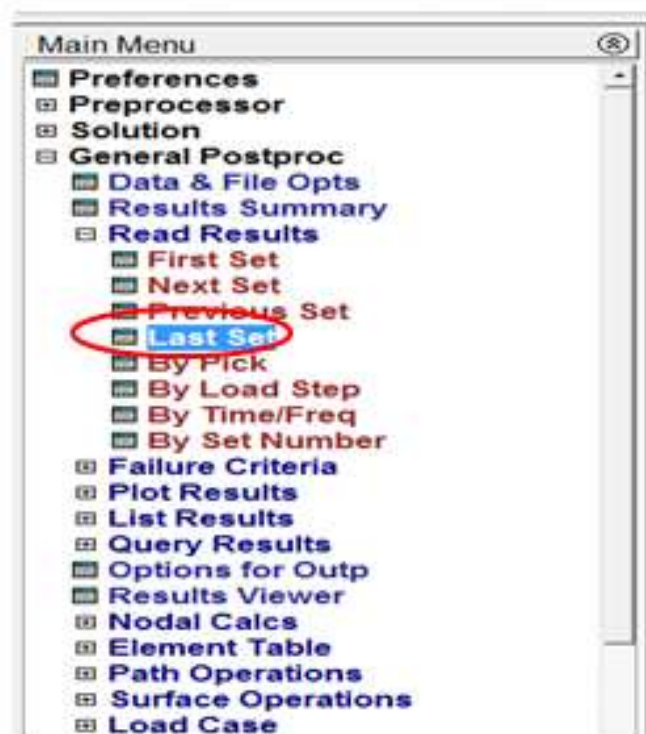 Main Menu
Preferences
Preprocessor
Solution
General Postproc
Data & File Opts
Results Summary
Read Results
First Set
Next Set
Previous Set
Last Set
By Pick
By Load Step
By Time/Freq
By Set Number
Failure Criteria
Plot Results
List Results
Query Results
Options for Outp
Results Viewer
Nodal Calcs
Element Table
Path Operations
Surface Operations
Load Case